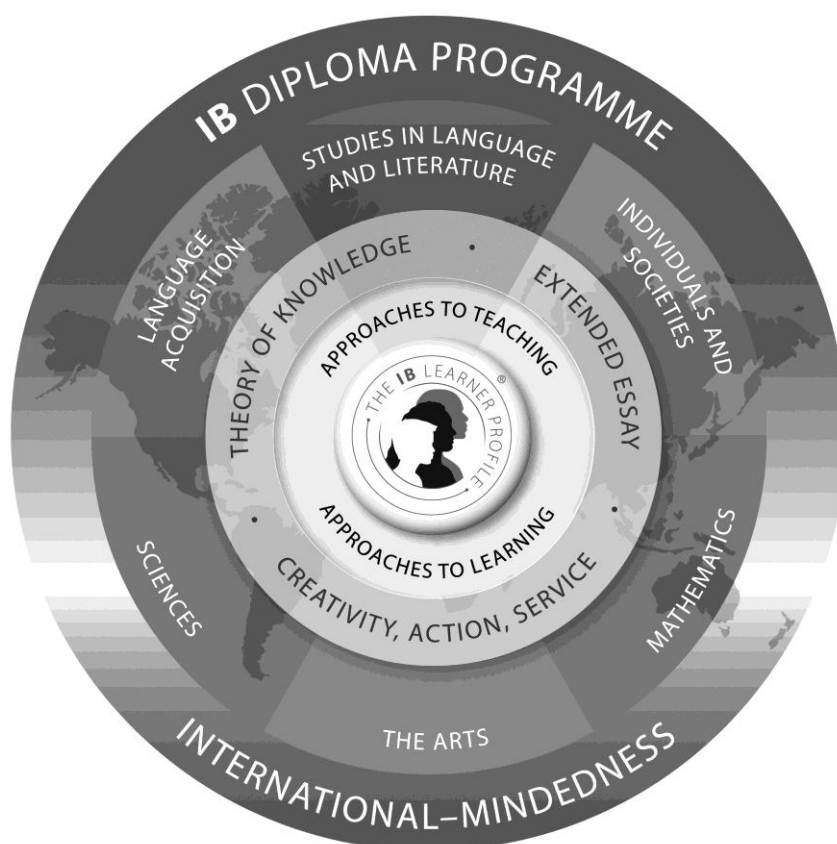 IB DIPLOMA PROGRAMME
STUDIES IN LANGUAGE
AND LITERATURE
LANGUAGE
ACQUISITION
INDIVIDUALS AND
SOCIETIES
THEORY OF KNOWLEDGE
EXTENDED ESSAY
APPROACHES TO TEACHING
• THE IB LEARNER PROFILE •
®
APPROACHES TO LEARNING
CREATIVITY, ACTION, SERVICE
SCIENCES
MATHEMATICS
THE ARTS
INTERNATIONAL–MINDEDNESS